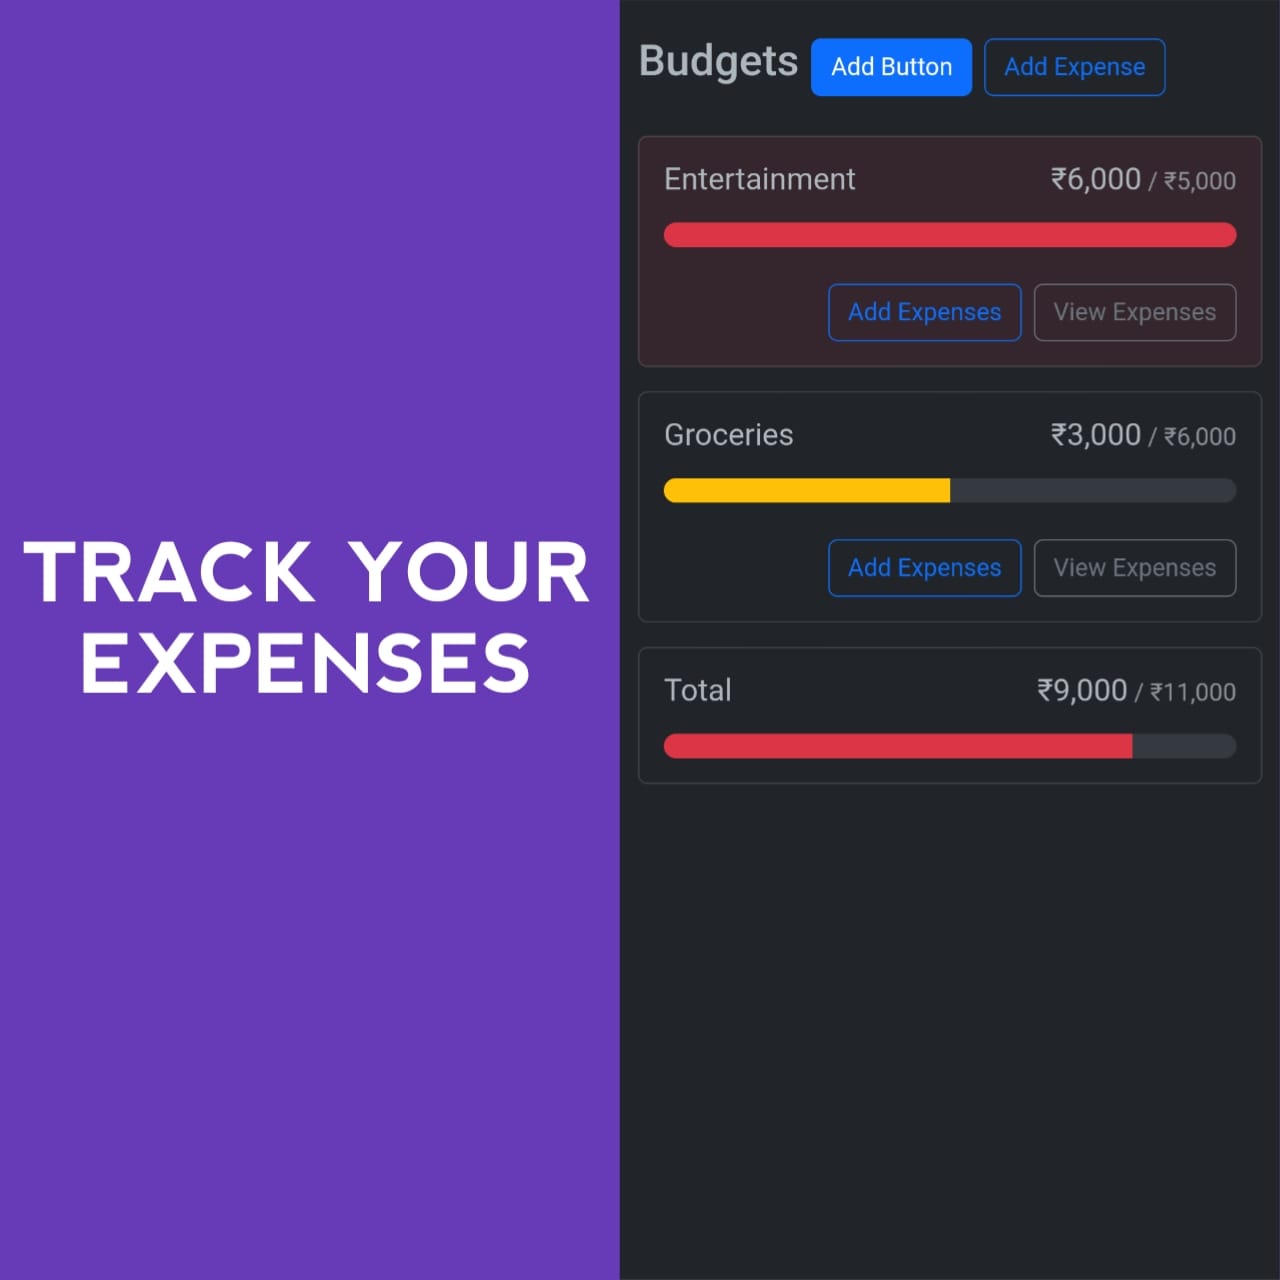 TRACK YOUR
EXPENSES
Budgets Add Button Add Expense
Entertainment ₹6,000 / ₹5,000
Add Expenses View Expenses
Groceries ₹3,000 / ₹6,000
Add Expenses View Expenses
Total ₹9,000 / ₹11,000